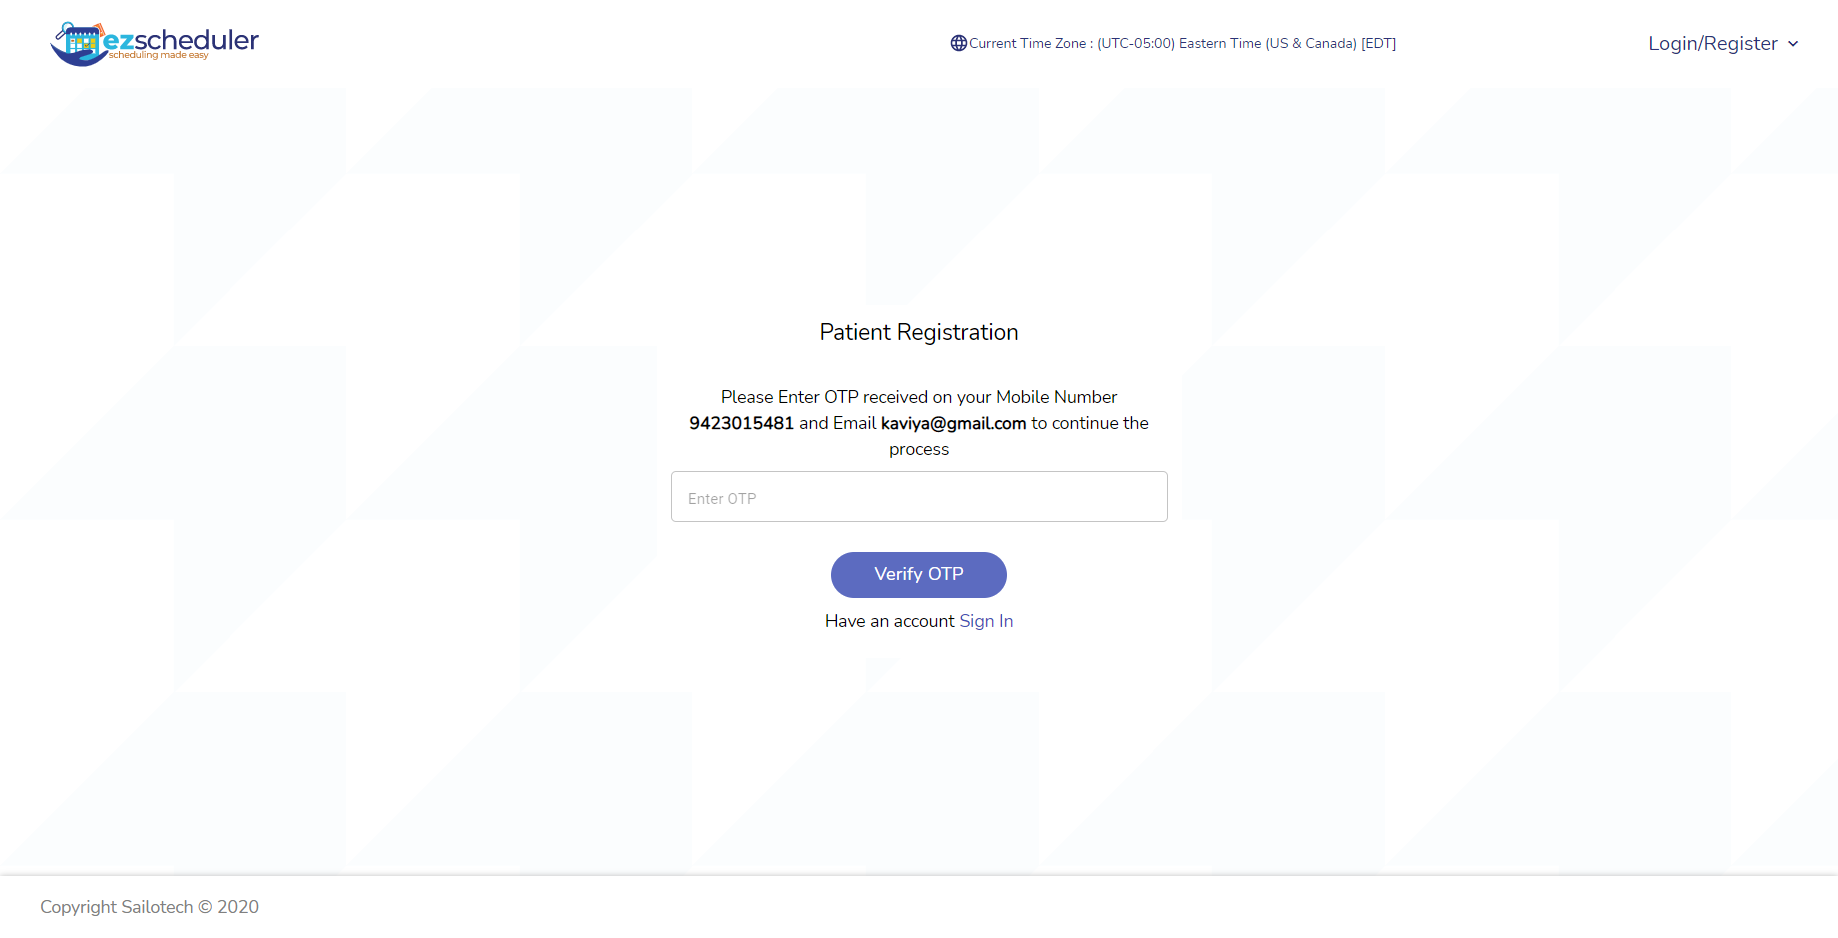 ezscheduler
scheduling made easy
Current Time Zone : (UTC-05:00) Eastern Time (US & Canada) [EDT]
Login/Register
Patient Registration
Please Enter OTP received on your Mobile Number
9423015481 and Email kaviya@gmail.com to continue the
process
Enter OTP
Verify OTP
Have an account Sign In
Copyright Sailotech © 2020